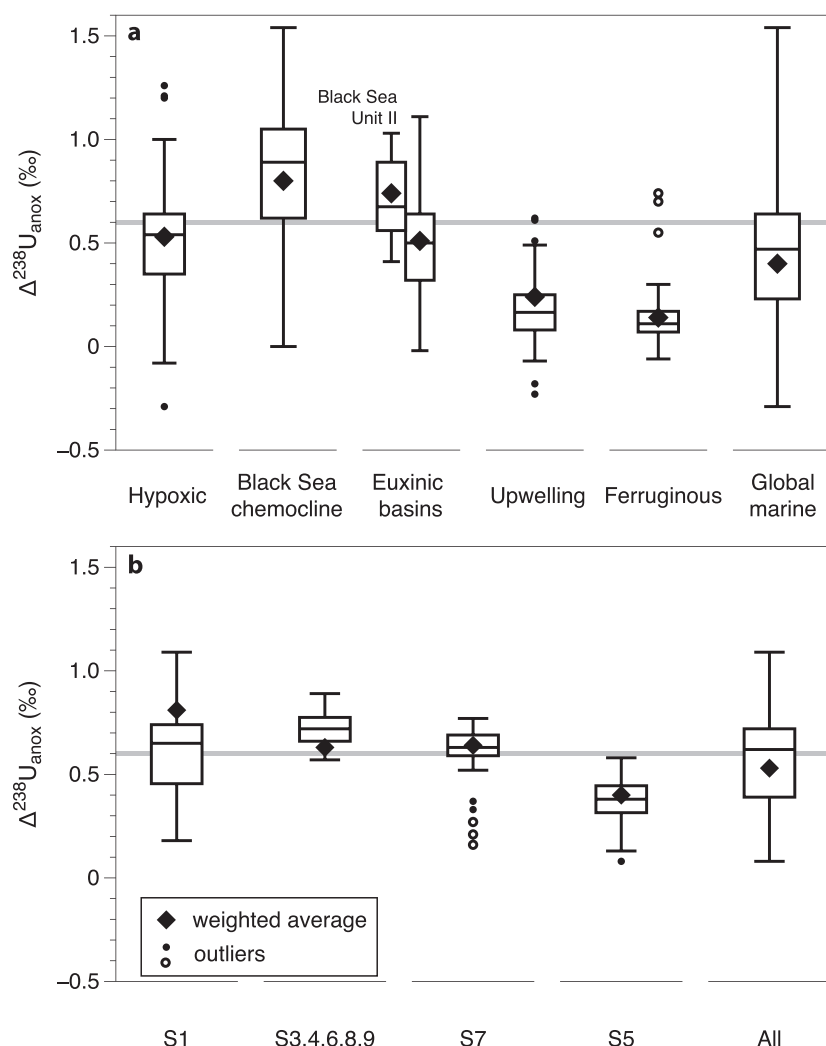 a
1.5
1.0
0.5
0
–0.5
Δ²³⁸Uanox (‰)
Black Sea
Unit II
Hypoxic
Black Sea
chemocline
Euxinic
basins
Upwelling
Ferruginous
Global
marine
b
1.5
1.0
0.5
0
–0.5
Δ²³⁸Uanox (‰)
weighted average
outliers
S1
S3,4,6,8,9
S7
S5
All